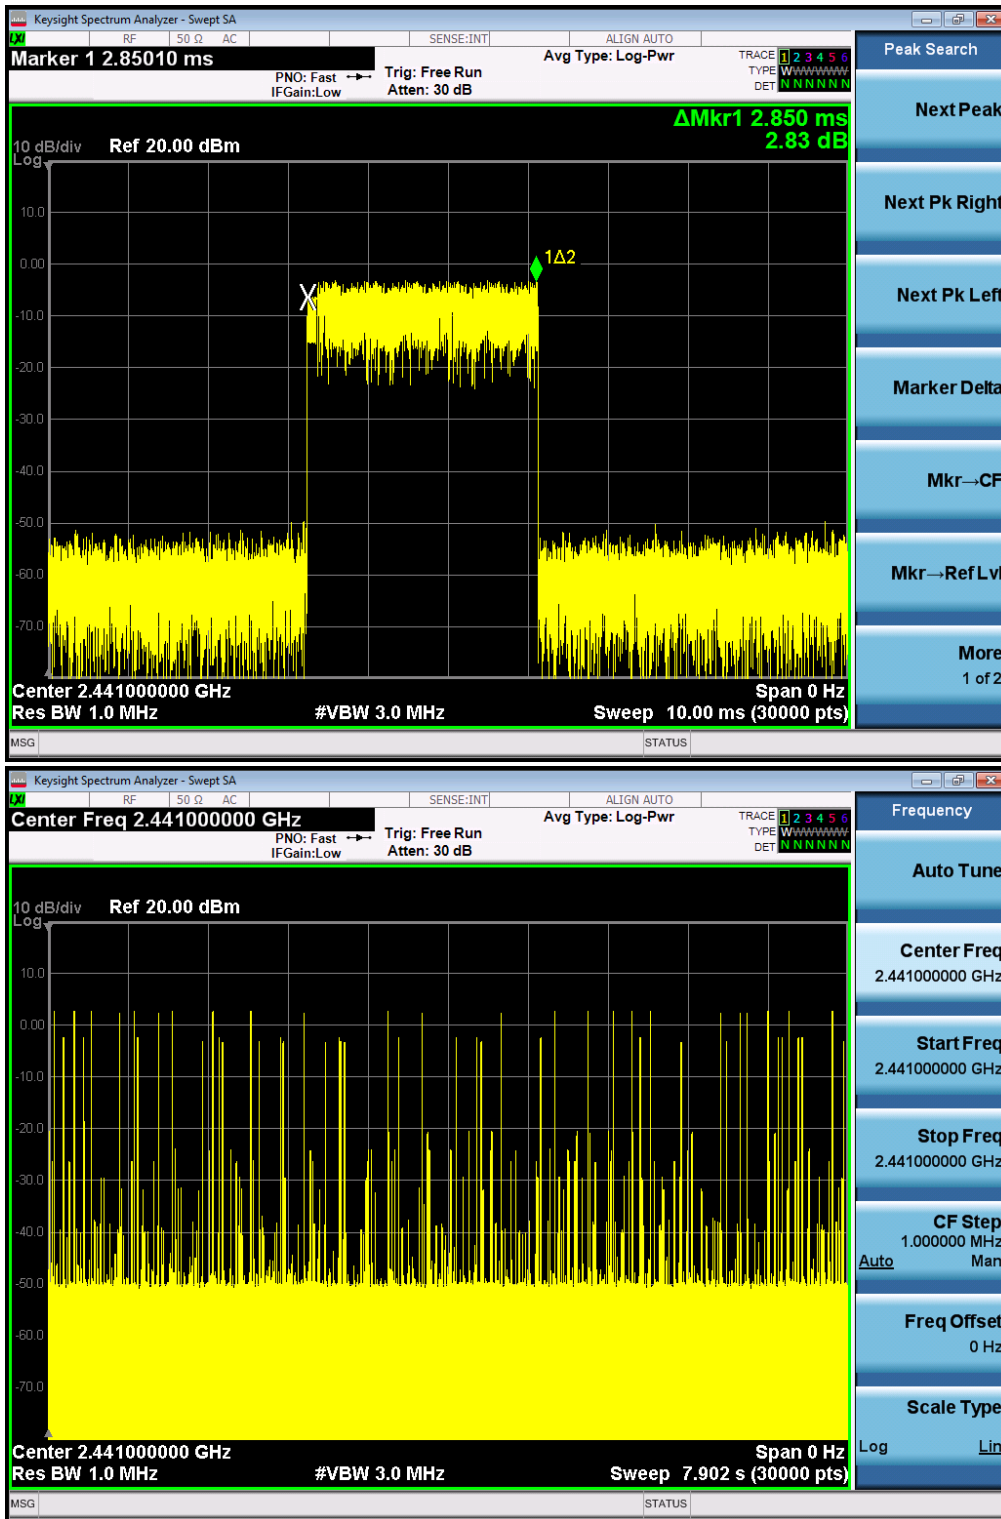 Keysight Spectrum Analyzer - Swept SA
LXI RF 50 Ω AC SENSE:INT ALIGN AUTO
Marker 1 2.85010 ms
PNO: Fast
IFGain:Low
Trig: Free Run
Atten: 30 dB
Avg Type: Log-Pwr
TRACE 1 2 3 4 5 6
TYPE WWWWWW
DET N N N N N N
Peak Search
ΔMkr1 2.850 ms
2.83 dB
10 dB/div Ref 20.00 dBm
Log
10.0
0.00
-10.0
-20.0
-30.0
-40.0
-50.0
-60.0
-70.0
X
1Δ2
Center 2.441000000 GHz
Span 0 Hz
Res BW 1.0 MHz
#VBW 3.0 MHz
Sweep 10.00 ms (30000 pts)
MSG
STATUS
Next Peak
Next Pk Right
Next Pk Left
Marker Delta
Mkr→CF
Mkr→Ref Lvl
More
1 of 2
Keysight Spectrum Analyzer - Swept SA
LXI RF 50 Ω AC SENSE:INT ALIGN AUTO
Center Freq 2.441000000 GHz
PNO: Fast
IFGain:Low
Trig: Free Run
Atten: 30 dB
Avg Type: Log-Pwr
TRACE 1 2 3 4 5 6
TYPE WWWWWW
DET N N N N N N
Frequency
10 dB/div Ref 20.00 dBm
Log
10.0
0.00
-10.0
-20.0
-30.0
-40.0
-50.0
-60.0
-70.0
Center 2.441000000 GHz
Span 0 Hz
Res BW 1.0 MHz
#VBW 3.0 MHz
Sweep 7.902 s (30000 pts)
MSG
STATUS
Auto Tune
Center Freq
2.441000000 GHz
Start Freq
2.441000000 GHz
Stop Freq
2.441000000 GHz
CF Step
1.000000 MHz
Auto Man
Freq Offset
0 Hz
Scale Type
Log Lin